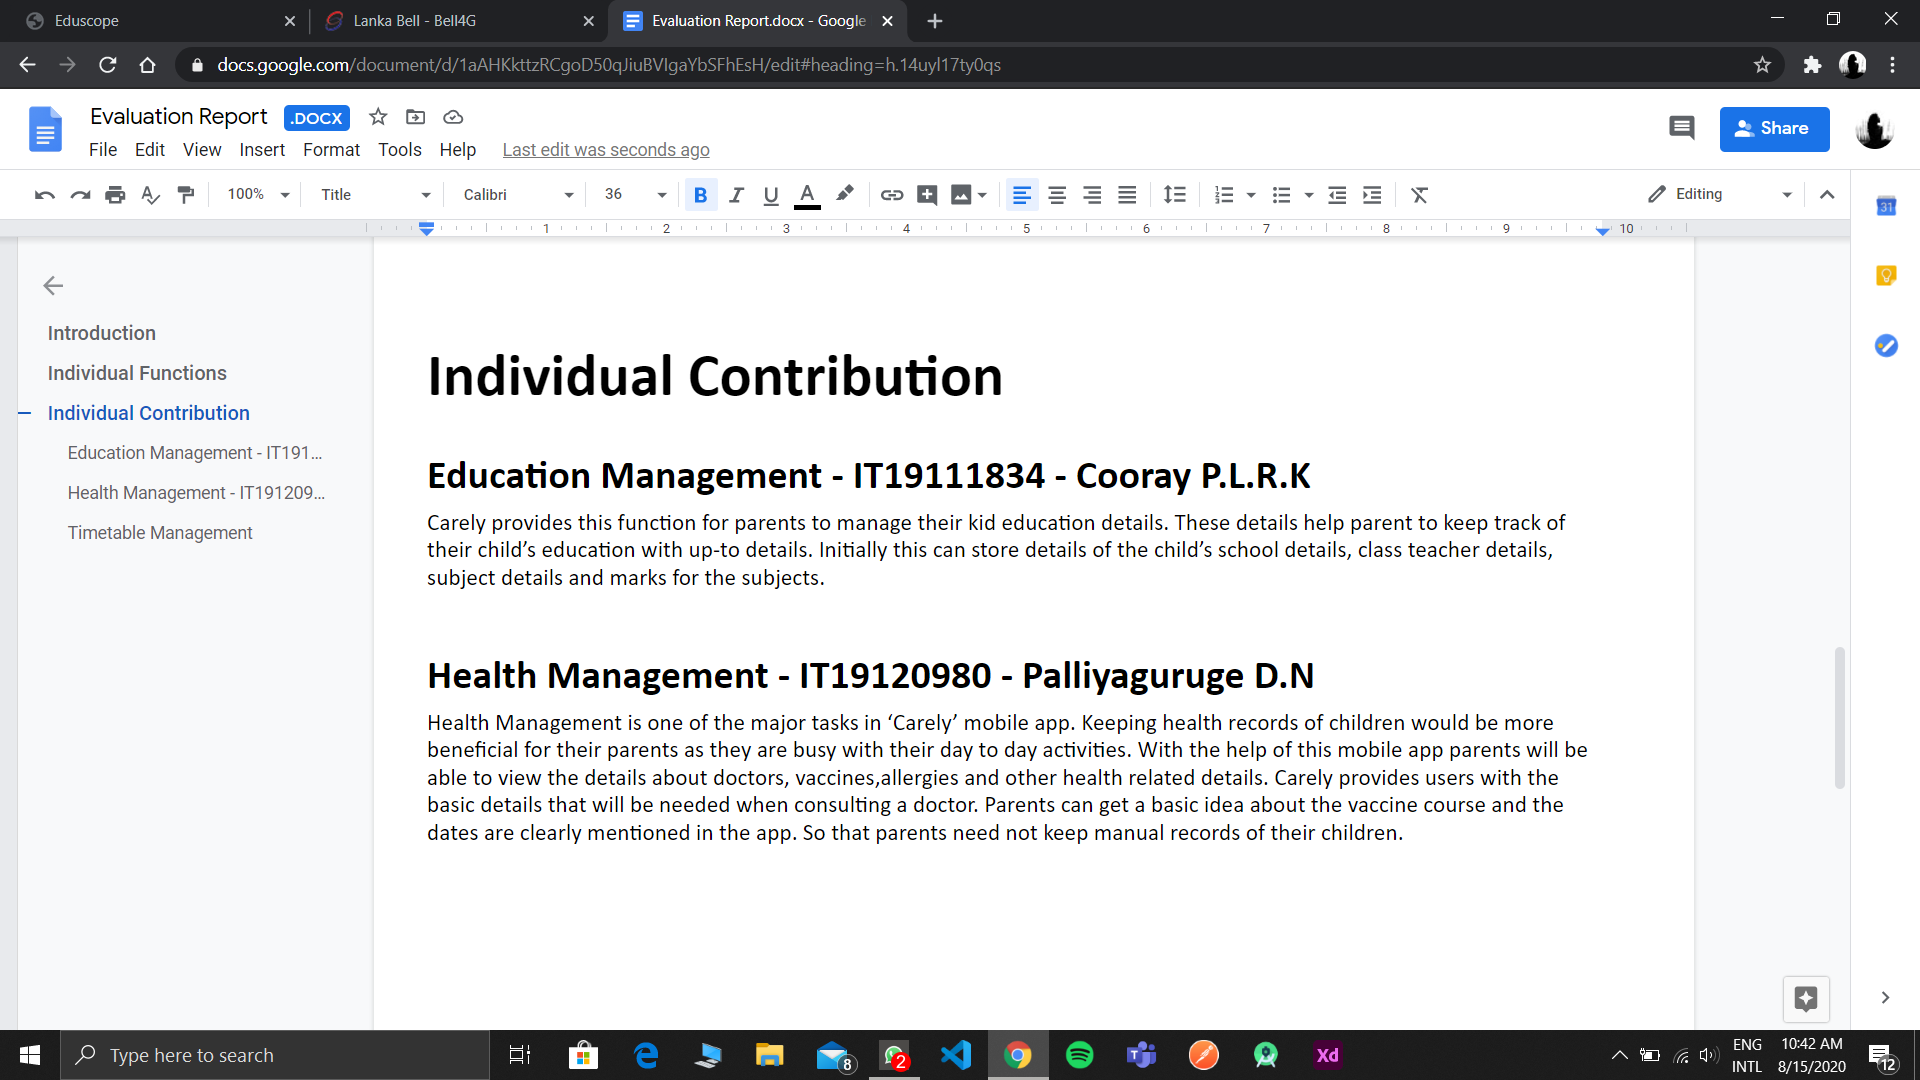 Eduscope
Lanka Bell - Bell4G
Evaluation Report.docx - Google
docs.google.com/document/d/1aAHKkttzRCgoD50qJiuBVIgaYbSFhEsH/edit#heading=h.14uyl17ty0qs
Evaluation Report .DOCX
Share
File Edit View Insert Format Tools Help Last edit was seconds ago
100% Title Calibri 36 B I U A Editing
31
1 2 3 4 5 6 7 8 9 10
Introduction
Individual Functions
Individual Contribution
Education Management - IT191...
Health Management - IT191209...
Timetable Management
Individual Contribution
Education Management - IT19111834 - Cooray P.L.R.K
Carely provides this function for parents to manage their kid education details. These details help parent to keep track of
their child’s education with up-to details. Initially this can store details of the child’s school details, class teacher details,
subject details and marks for the subjects.
Health Management - IT19120980 - Palliyaguruge D.N
Health Management is one of the major tasks in ‘Carely’ mobile app. Keeping health records of children would be more
beneficial for their parents as they are busy with their day to day activities. With the help of this mobile app parents will be
able to view the details about doctors, vaccines,allergies and other health related details. Carely provides users with the
basic details that will be needed when consulting a doctor. Parents can get a basic idea about the vaccine course and the
dates are clearly mentioned in the app. So that parents need not keep manual records of their children.
Type here to search
8
2
Xd
ENG
INTL
10:42 AM
8/15/2020
12